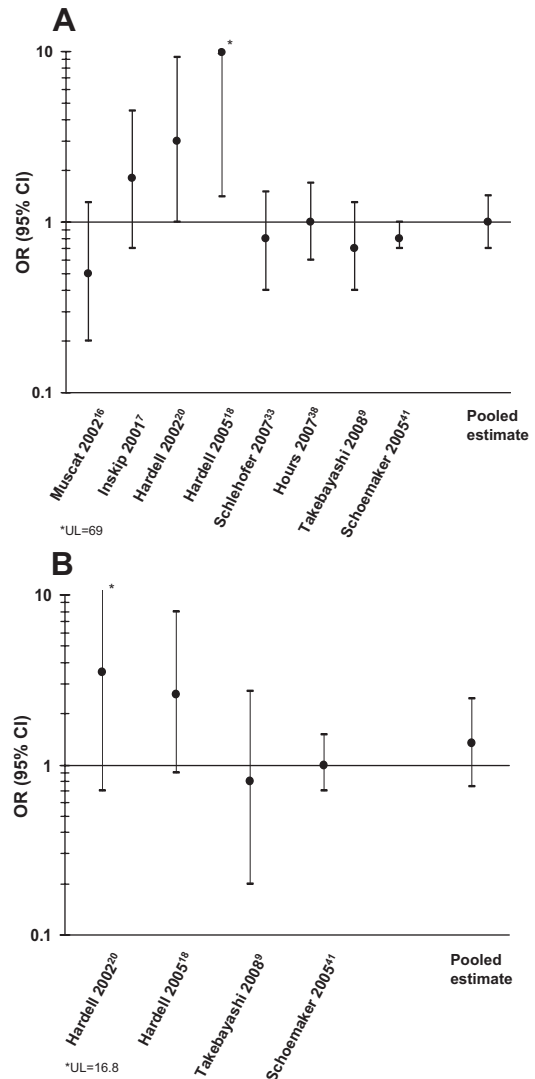 A
*
10
1
0.1
OR (95% CI)
Muscat 2002¹⁶
Inskip 2001⁷
Hardell 2002²⁰
Hardell 2005¹⁸
Schlehofer 2007³³
Hours 2007³⁸
Takebayashi 2008⁹
Schoemaker 2005⁴¹
Pooled
estimate
*UL=69
B
*
10
1
0.1
OR (95% CI)
Hardell 2002²⁰
Hardell 2005¹⁸
Takebayashi 2008⁹
Schoemaker 2005⁴¹
Pooled
estimate
*UL=16.8